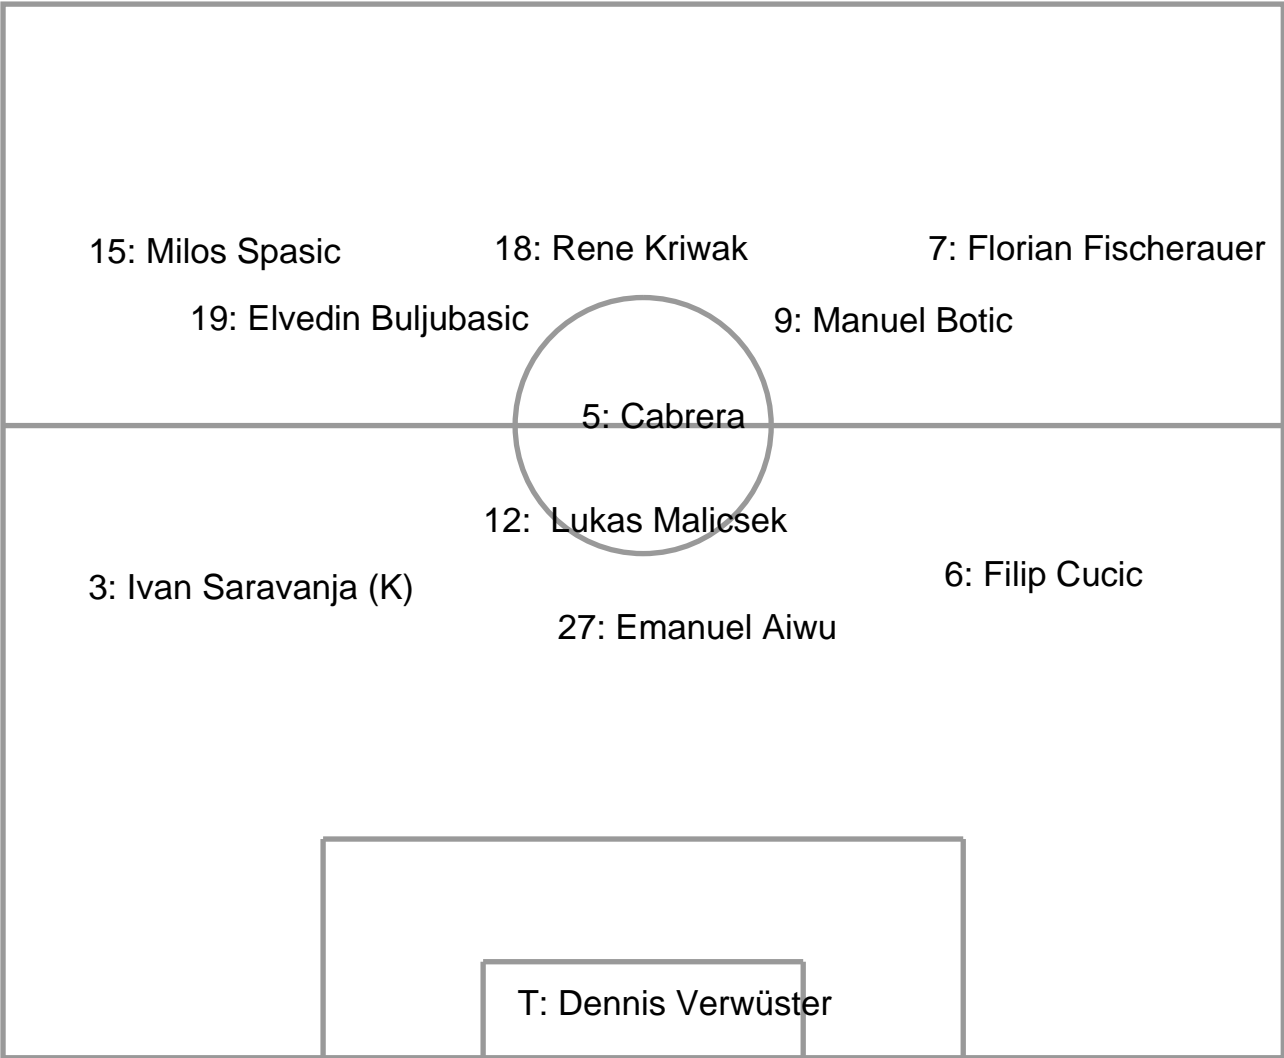 15: Milos Spasic
18: Rene Kriwak
7: Florian Fischerauer
19: Elvedin Buljubasic
9: Manuel Botic
5: Cabrera
12:  Lukas Malicsek
3: Ivan Saravanja (K)
6: Filip Cucic
27: Emanuel Aiwu
T: Dennis Verwüster